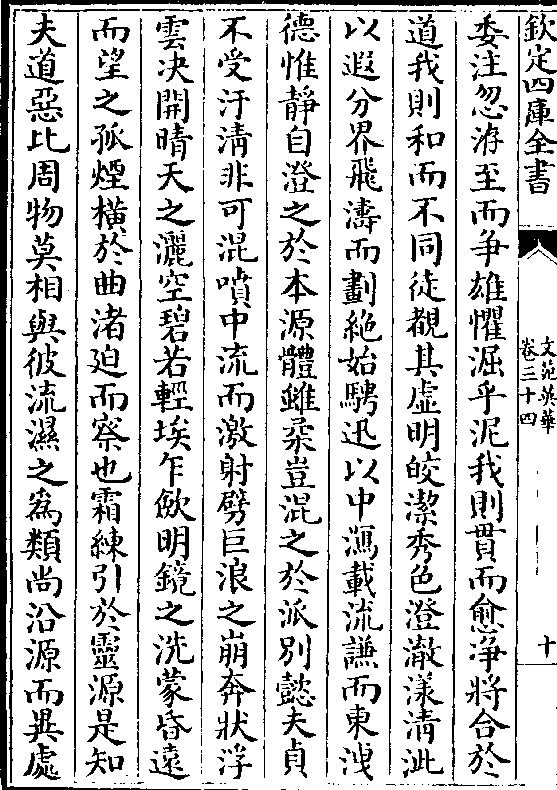 欽定四庫全書
文苑英華
卷三十四
十
委注忽洊至而爭雄懼淈乎泥我則貫而愈淨將合於
道我則和而不同徒觀其虛明皎潔秀色澄澈漾清泚
以遐分界飛濤而劃絶始騁迅以中瀉載流謙而東洩
德惟靜自澄之於本源體雖柔豈混之於派别懿夫貞
不受汙清非可混噴中流而激射劈巨浪之崩奔狀浮
雲决開晴天之灑空碧若輕埃乍歛明鏡之洗蒙昏逺
而望之孤煙横於曲渚廹而察也霜練引於靈源是知
夫道惡比周物莫相與彼流濕之為類尚沿源而異處